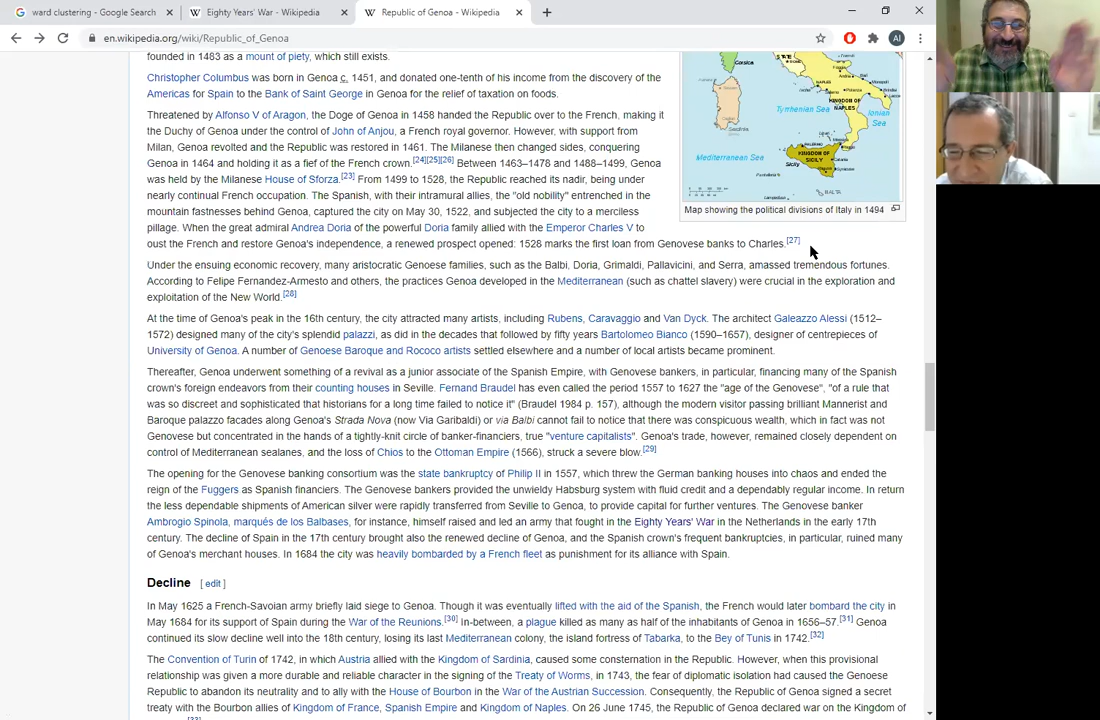 ward clustering - Google Search
Eighty Years' War - Wikipedia
Republic of Genoa - Wikipedia
en.wikipedia.org/wiki/Republic_of_Genoa
AI
founded in 1483 as a mount of piety, which still exists.
Christopher Columbus was born in Genoa c. 1451, and donated one-tenth of his income from the discovery of the
Americas for Spain to the Bank of Saint George in Genoa for the relief of taxation on foods.
Threatened by Alfonso V of Aragon, the Doge of Genoa in 1458 handed the Republic over to the French, making it
the Duchy of Genoa under the control of John of Anjou, a French royal governor. However, with support from
Milan, Genoa revolted and the Republic was restored in 1461. The Milanese then changed sides, conquering
Genoa in 1464 and holding it as a fief of the French crown.[24][25][26] Between 1463–1478 and 1488–1499, Genoa
was held by the Milanese House of Sforza.[23] From 1499 to 1528, the Republic reached its nadir, being under
nearly continual French occupation. The Spanish, with their intramural allies, the "old nobility" entrenched in the
mountain fastnesses behind Genoa, captured the city on May 30, 1522, and subjected the city to a merciless
pillage. When the great admiral Andrea Doria of the powerful Doria family allied with the Emperor Charles V to
oust the French and restore Genoa's independence, a renewed prospect opened: 1528 marks the first loan from Genovese banks to Charles.[27]
Corsica
NAPLES
KINGDOM OF
NAPLES
Tyrrhenian Sea
Ionian
Sea
Mediterranean Sea
KINGDOM OF
SICILY
Sicily
MALTA
Map showing the political divisions of Italy in 1494
Under the ensuing economic recovery, many aristocratic Genoese families, such as the Balbi, Doria, Grimaldi, Pallavicini, and Serra, amassed tremendous fortunes.
According to Felipe Fernandez-Armesto and others, the practices Genoa developed in the Mediterranean (such as chattel slavery) were crucial in the exploration and
exploitation of the New World.[28]
At the time of Genoa's peak in the 16th century, the city attracted many artists, including Rubens, Caravaggio and Van Dyck. The architect Galeazzo Alessi (1512–
1572) designed many of the city's splendid palazzi, as did in the decades that followed by fifty years Bartolomeo Bianco (1590–1657), designer of centrepieces of
University of Genoa. A number of Genoese Baroque and Rococo artists settled elsewhere and a number of local artists became prominent.
Thereafter, Genoa underwent something of a revival as a junior associate of the Spanish Empire, with Genovese bankers, in particular, financing many of the Spanish
crown's foreign endeavors from their counting houses in Seville. Fernand Braudel has even called the period 1557 to 1627 the "age of the Genovese", "of a rule that
was so discreet and sophisticated that historians for a long time failed to notice it" (Braudel 1984 p. 157), although the modern visitor passing brilliant Mannerist and
Baroque palazzo facades along Genoa's Strada Nova (now Via Garibaldi) or via Balbi cannot fail to notice that there was conspicuous wealth, which in fact was not
Genovese but concentrated in the hands of a tightly-knit circle of banker-financiers, true "venture capitalists". Genoa's trade, however, remained closely dependent on
control of Mediterranean sealanes, and the loss of Chios to the Ottoman Empire (1566), struck a severe blow.[29]
The opening for the Genovese banking consortium was the state bankruptcy of Philip II in 1557, which threw the German banking houses into chaos and ended the
reign of the Fuggers as Spanish financiers. The Genovese bankers provided the unwieldy Habsburg system with fluid credit and a dependably regular income. In return
the less dependable shipments of American silver were rapidly transferred from Seville to Genoa, to provide capital for further ventures. The Genovese banker
Ambrogio Spinola, marqués de los Balbases, for instance, himself raised and led an army that fought in the Eighty Years' War in the Netherlands in the early 17th
century. The decline of Spain in the 17th century brought also the renewed decline of Genoa, and the Spanish crown's frequent bankruptcies, in particular, ruined many
of Genoa's merchant houses. In 1684 the city was heavily bombarded by a French fleet as punishment for its alliance with Spain.
Decline [ edit ]
In May 1625 a French-Savoian army briefly laid siege to Genoa. Though it was eventually lifted with the aid of the Spanish, the French would later bombard the city in
May 1684 for its support of Spain during the War of the Reunions.[30] In-between, a plague killed as many as half of the inhabitants of Genoa in 1656–57.[31] Genoa
continued its slow decline well into the 18th century, losing its last Mediterranean colony, the island fortress of Tabarka, to the Bey of Tunis in 1742.[32]
The Convention of Turin of 1742, in which Austria allied with the Kingdom of Sardinia, caused some consternation in the Republic. However, when this provisional
relationship was given a more durable and reliable character in the signing of the Treaty of Worms, in 1743, the fear of diplomatic isolation had caused the Genoese
Republic to abandon its neutrality and to ally with the House of Bourbon in the War of the Austrian Succession. Consequently, the Republic of Genoa signed a secret
treaty with the Bourbon allies of Kingdom of France, Spanish Empire and Kingdom of Naples. On 26 June 1745, the Republic of Genoa declared war on the Kingdom of